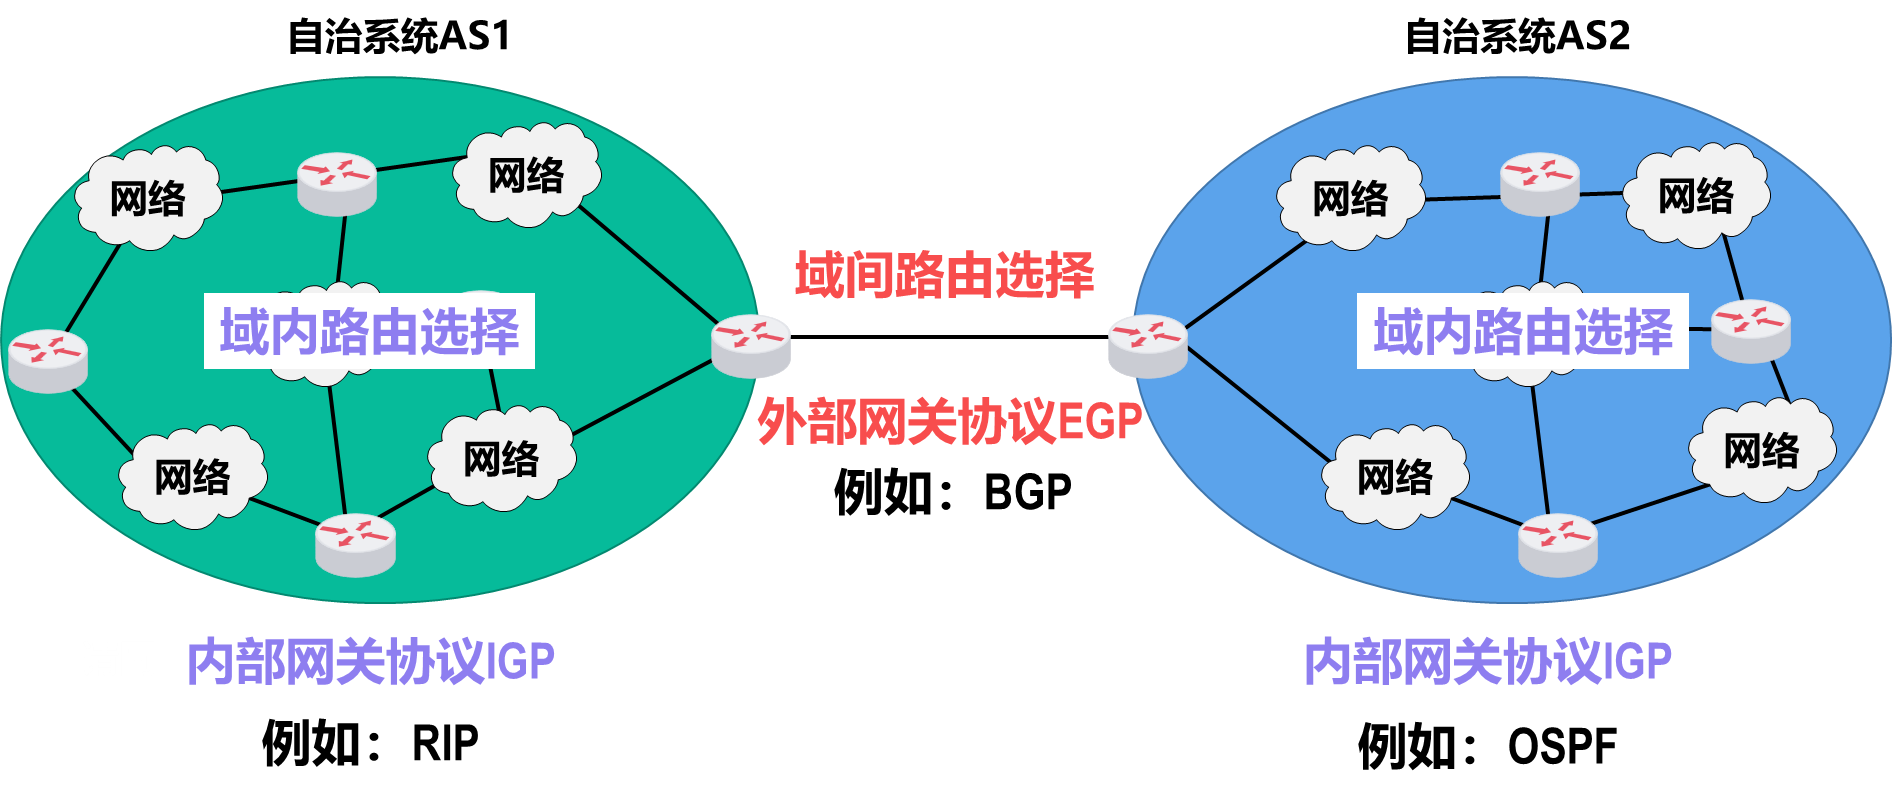 自治系统AS1
自治系统AS2
网络
网络
网络
网络
域间路由选择
域内路由选择
域内路由选择
外部网关协议EGP
例如：BGP
网络
网络
网络
网络
内部网关协议IGP
内部网关协议IGP
例如：RIP
例如：OSPF